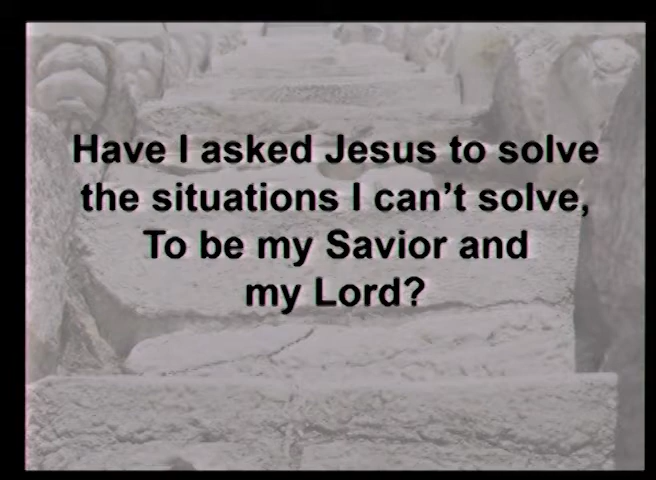 Have I asked Jesus to solve
the situations I can’t solve,
To be my Savior and
my Lord?